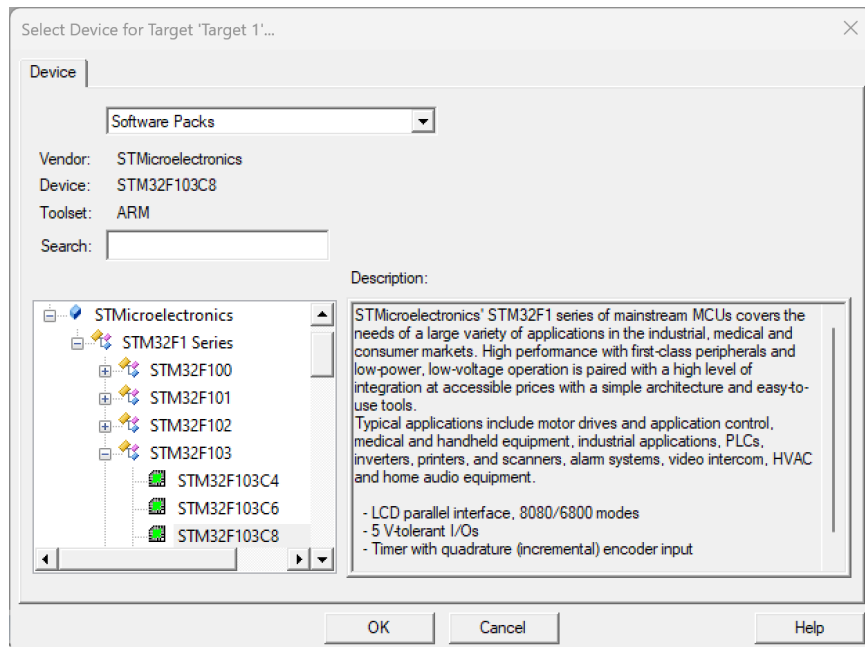 Select Device for Target 'Target 1'...
Device
Software Packs
Vendor: STMicroelectronics
Device: STM32F103C8
Toolset: ARM
Search:
Description:
STMicroelectronics
STM32F1 Series
STM32F100
STM32F101
STM32F102
STM32F103
STM32F103C4
STM32F103C6
STM32F103C8
STMicroelectronics' STM32F1 series of mainstream MCUs covers the
needs of a large variety of applications in the industrial, medical and
consumer markets. High performance with first-class peripherals and
low-power, low-voltage operation is paired with a high level of
integration at accessible prices with a simple architecture and easy-to-
use tools.
Typical applications include motor drives and application control,
medical and handheld equipment, industrial applications, PLCs,
inverters, printers, and scanners, alarm systems, video intercom, HVAC
and home audio equipment.
- LCD parallel interface, 8080/6800 modes
- 5 V-tolerant I/Os
- Timer with quadrature (incremental) encoder input
OK
Cancel
Help